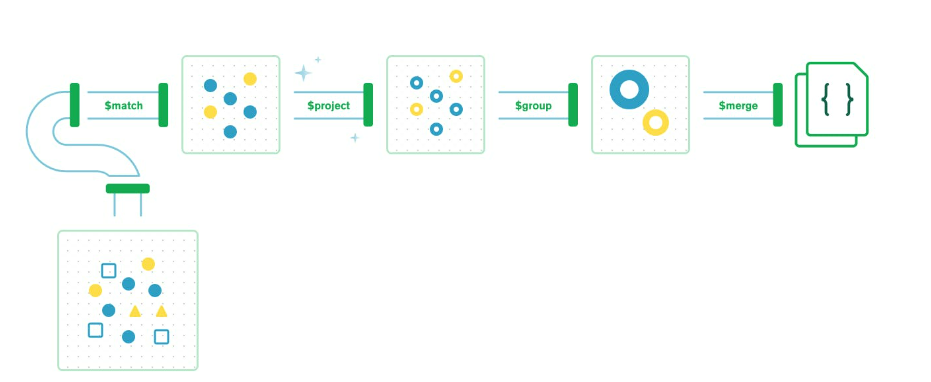 $match
$project
$group
$merge
{ }